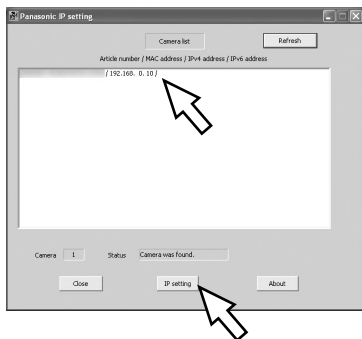 Panasonic IP setting
Camera list
Refresh
Article number / MAC address / IPv4 address / IPv6 address
/ 192.168. 0. 10 /
Camera 1 Status Camera was found.
Close IP setting About